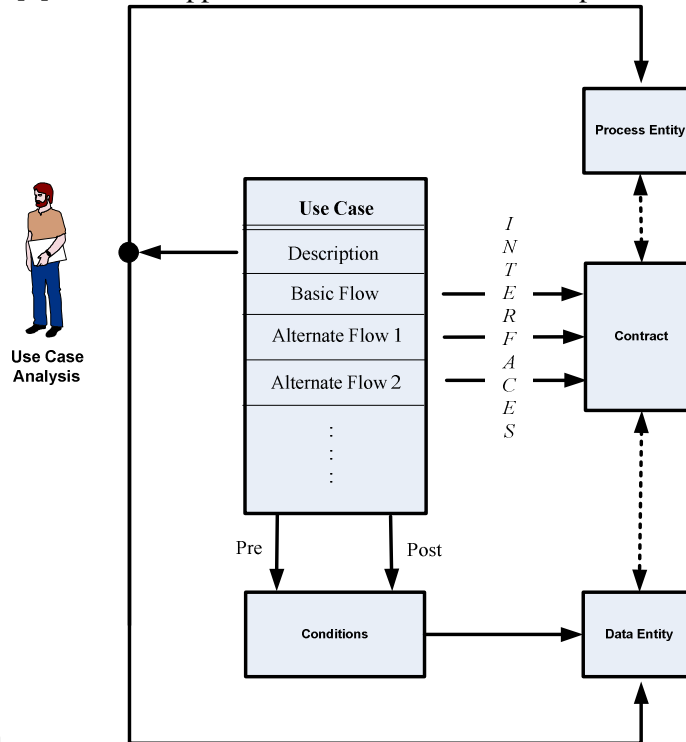 Process Entity
Use Case
Description
Basic Flow
Alternate Flow 1
Alternate Flow 2
:
:
:
I
N
T
E
R
F
A
C
E
S
Contract
Use Case
Analysis
Pre
Post
Conditions
Data Entity